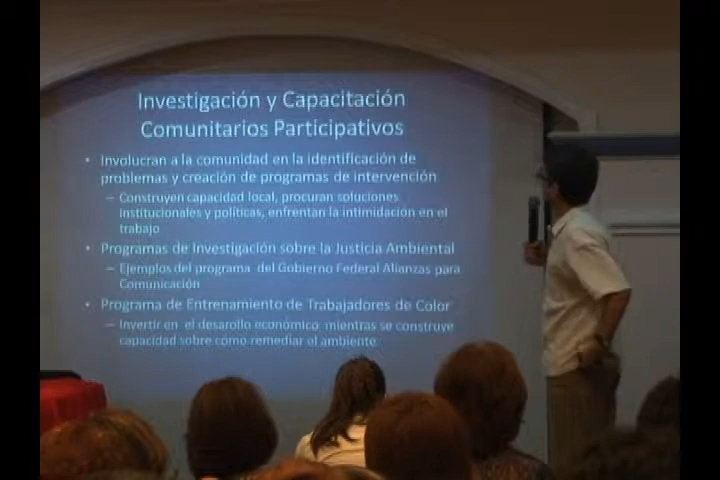 Investigación y Capacitación
Comunitarios Participativos
• Involucran a la comunidad en la identificación de
problemas y creación de programas de intervención
– Construyen capacidad local, procuran soluciones
institucionales y políticas, enfrentan la intimidación en el
trabajo
• Programas de Investigación sobre la Justicia Ambiental
– Ejemplos del programa del Gobierno Federal Alianzas para
Comunicación
• Programa de Entrenamiento de Trabajadores de Color
– Invertir en el desarollo económico mientras se construye
capacidad sobre cómo remediar el ambiente